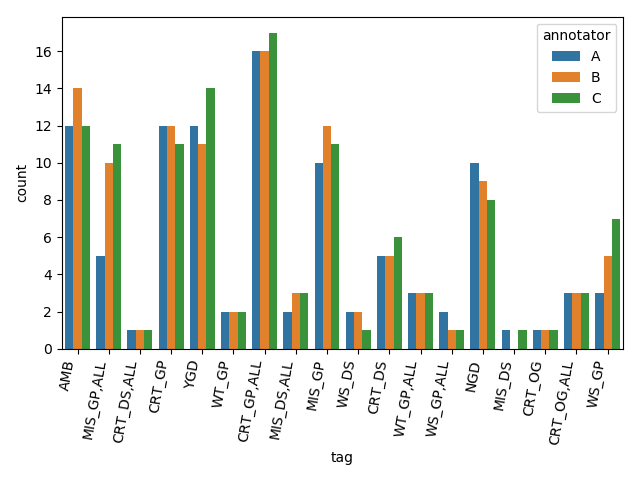 annotator
A
B
C
count
16
14
12
10
8
6
4
2
0
AMB
MIS_GP,ALL
CRT_DS,ALL
CRT_GP
YGD
WT_GP
CRT_GP,ALL
MIS_DS,ALL
MIS_GP
WS_DS
CRT_DS
WT_GP,ALL
WS_GP,ALL
NGD
MIS_DS
CRT_OG
CRT_OG,ALL
WS_GP
tag